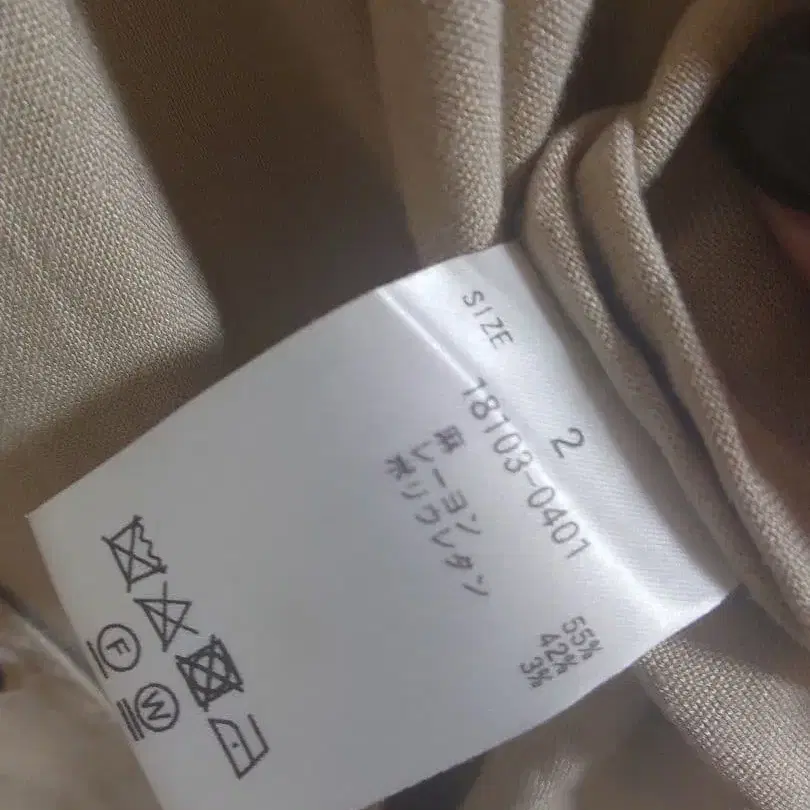 SIZE 2
18103-0401
麻 55%
レーヨン 42%
ポリウレタン 3%
F
W